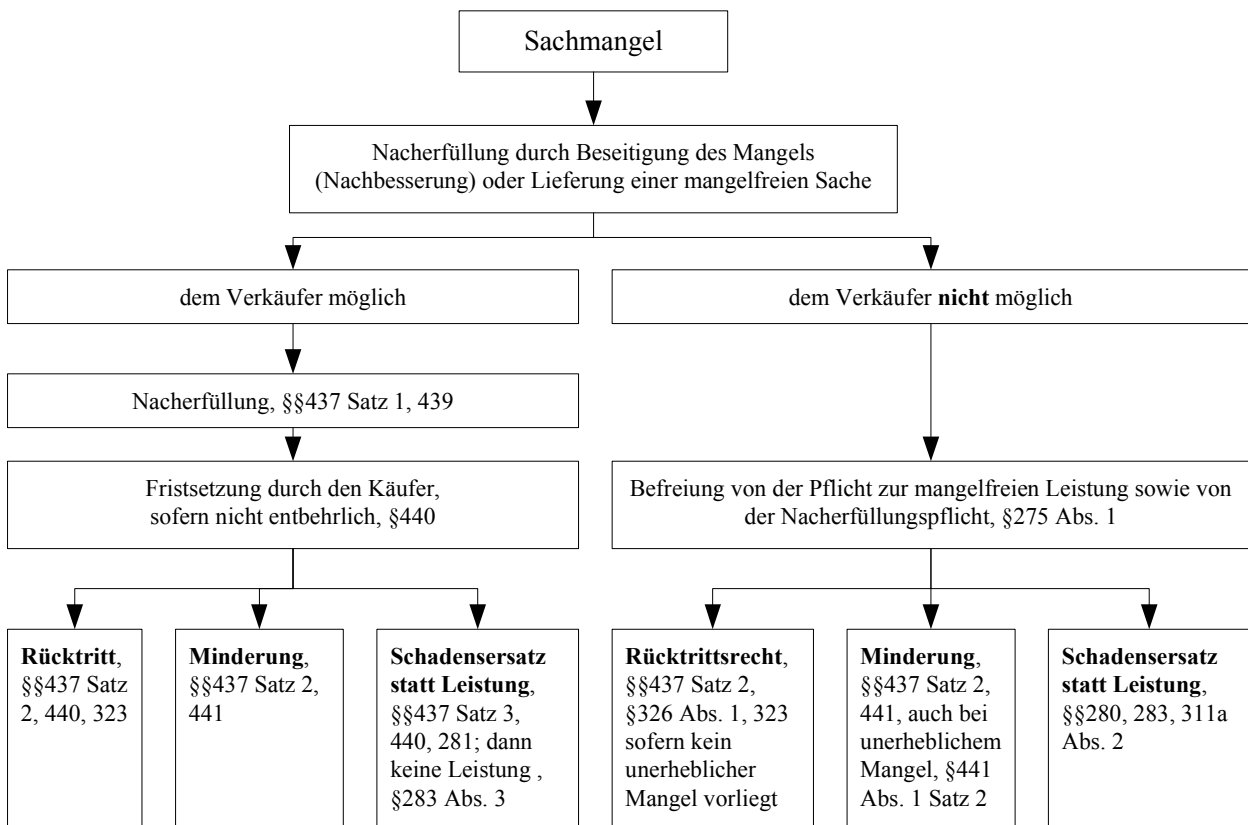 Sachmangel
Nacherfüllung durch Beseitigung des Mangels
(Nachbesserung) oder Lieferung einer mangelfreien Sache
dem Verkäufer möglich
dem Verkäufer nicht möglich
Nacherfüllung, §§437 Satz 1, 439
Fristsetzung durch den Käufer,
sofern nicht entbehrlich, §440
Befreiung von der Pflicht zur mangelfreien Leistung sowie von
der Nacherfüllungspflicht, §275 Abs. 1
Rücktritt,
§§437 Satz
2, 440, 323
Minderung,
§§437 Satz 2,
441
Schadensersatz
statt Leistung,
§§437 Satz 3,
440, 281; dann
keine Leistung ,
§283 Abs. 3
Rücktrittsrecht,
§§437 Satz 2,
§326 Abs. 1, 323
sofern kein
unerheblicher
Mangel vorliegt
Minderung,
§§437 Satz 2,
441, auch bei
unerheblichem
Mangel, §441
Abs. 1 Satz 2
Schadensersatz
statt Leistung,
§§280, 283, 311a
Abs. 2